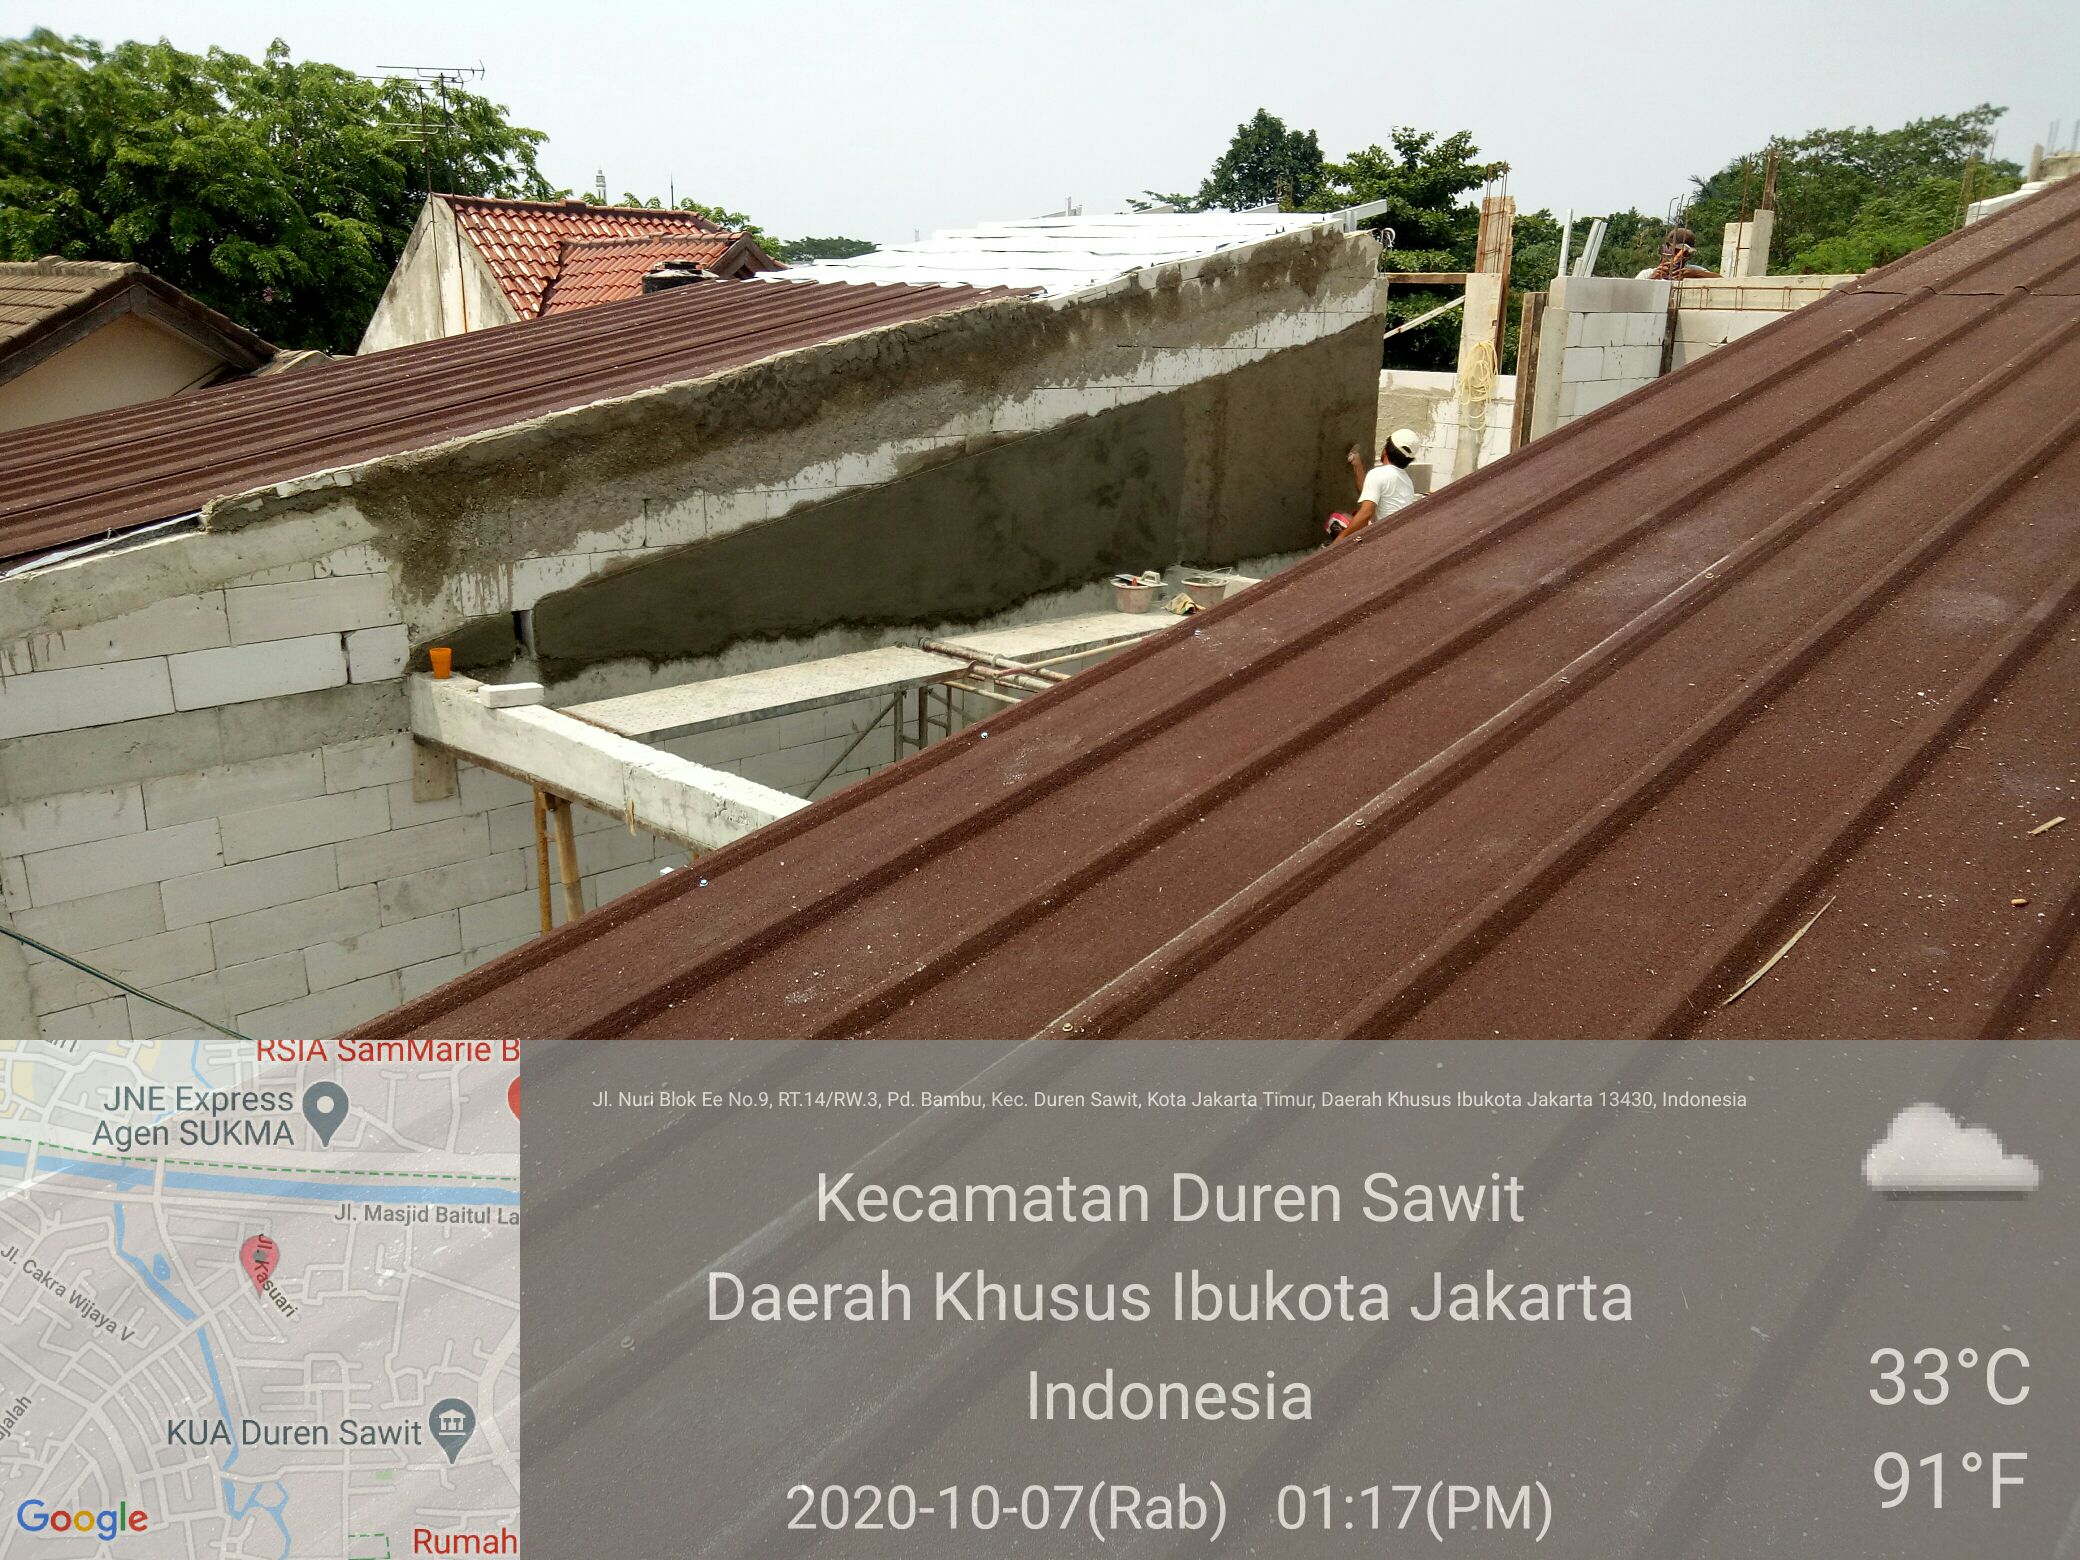 RSIA SamMarie B
JNE Express
Agen SUKMA
Jl. Masjid Baitul La
Jl. Kasuari
Jl. Cakra Wijaya V
jalah
KUA Duren Sawit
Google
Rumah
Jl. Nuri Blok Ee No.9, RT.14/RW.3, Pd. Bambu, Kec. Duren Sawit, Kota Jakarta Timur, Daerah Khusus Ibukota Jakarta 13430, Indonesia
Kecamatan Duren Sawit
Daerah Khusus Ibukota Jakarta
Indonesia
2020-10-07(Rab) 01:17(PM)
33°C
91°F